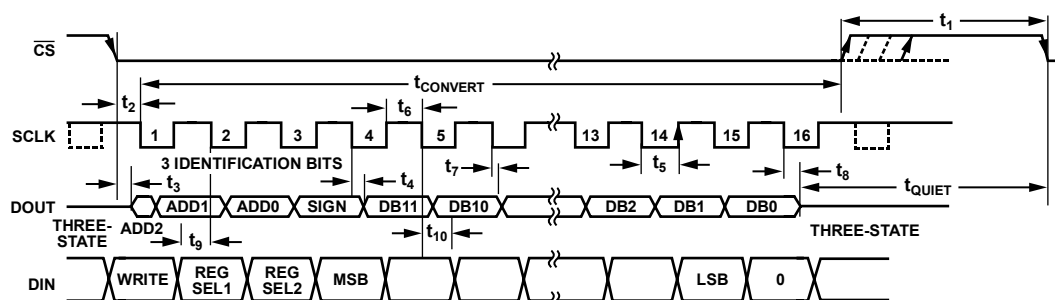 t1
CS
tCONVERT
t2
t6
SCLK
1 2 3 4 5 13 14 15 16
3 IDENTIFICATION BITS
t7
t5
t8
t3
t4
tQUIET
DOUT
ADD1 ADD0 SIGN DB11 DB10 DB2 DB1 DB0
THREE-STATE
ADD2
THREE-STATE
t9
t10
DIN
WRITE
REG SEL1
REG SEL2
MSB
LSB
0